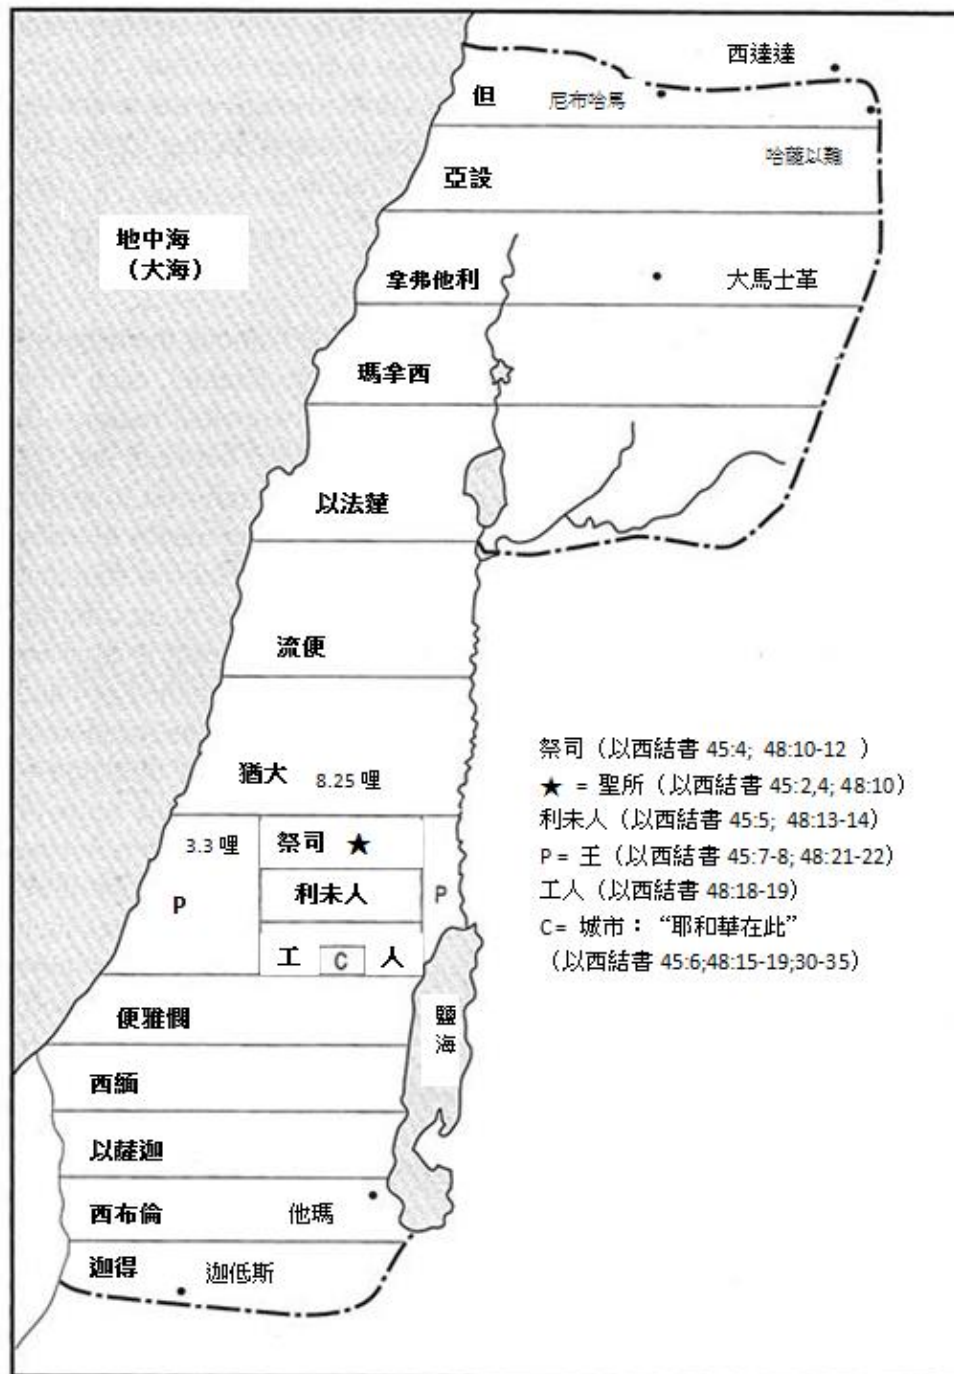 西達達
但
尼布哈馬
哈薩以難
亞設
地中海
（大海）
拿弗他利
大馬士革
瑪拿西
以法蓮
流便
猶大 8.25 哩
3.3 哩
祭司 ★
利未人
P
P
工 C 人
祭司（以西結書 45:4; 48:10-12 ）
★ = 聖所（以西結書 45:2,4; 48:10）
利未人（以西結書 45:5; 48:13-14）
P = 王（以西結書 45:7-8; 48:21-22）
工人（以西結書 48:18-19）
C = 城市：“耶和華在此”
（以西結書 45:6;48:15-19;30-35）
便雅憫
鹽海
西緬
以薩迦
西布倫
他瑪
迦得
迦低斯